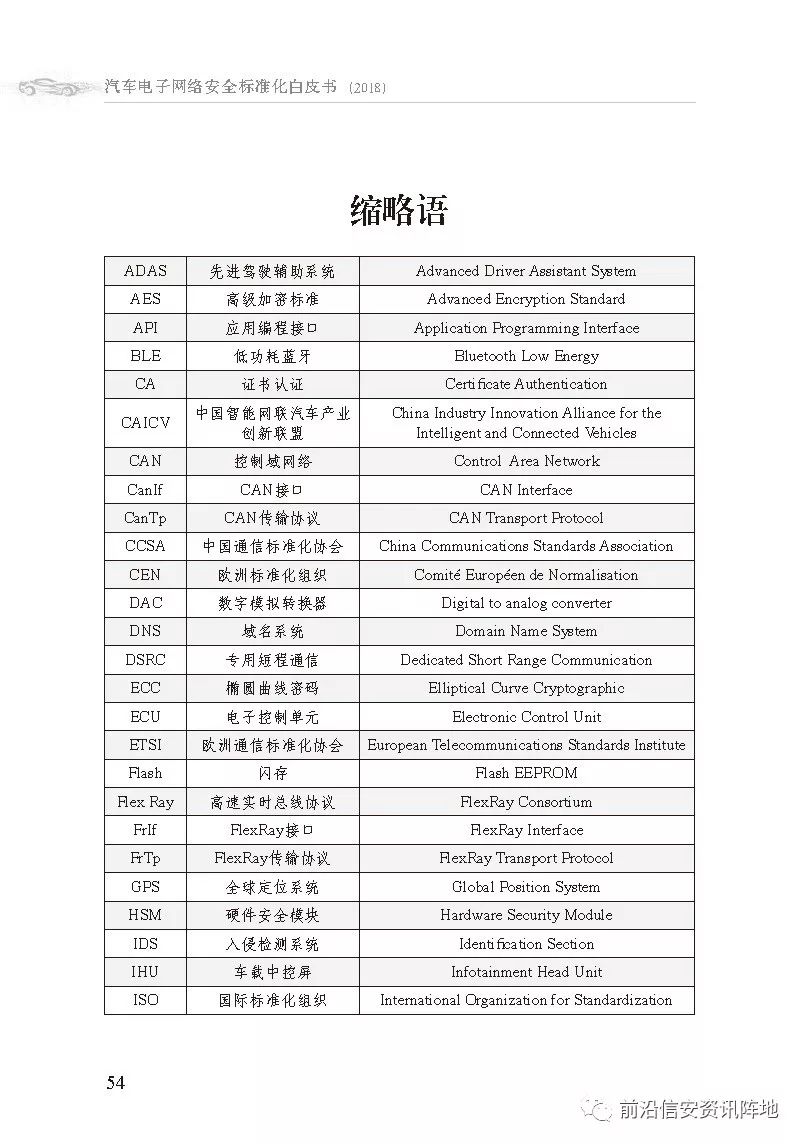 汽车电子网络安全标准化白皮书 (2018)
缩略语
ADAS 先进驾驶辅助系统 Advanced Driver Assistant System
AES 高级加密标准 Advanced Encryption Standard
API 应用编程接口 Application Programming Interface
BLE 低功耗蓝牙 Bluetooth Low Energy
CA 证书认证 Certificate Authentication
CAICV 中国智能网联汽车产业 China Industry Innovation Alliance for the
创新联盟 Intelligent and Connected Vehicles
CAN 控制域网络 Control Area Network
CanIf CAN接口 CAN Interface
CanTp CAN传输协议 CAN Transport Protocol
CCSA 中国通信标准化协会 China Communications Standards Association
CEN 欧洲标准化组织 Comité Européen de Normalisation
DAC 数字模拟转换器 Digital to analog converter
DNS 域名系统 Domain Name System
DSRC 专用短程通信 Dedicated Short Range Communication
ECC 椭圆曲线密码 Elliptical Curve Cryptographic
ECU 电子控制单元 Electronic Control Unit
ETSI 欧洲通信标准化协会 European Telecommunications Standards Institute
Flash 闪存 Flash EEPROM
Flex Ray 高速实时总线协议 FlexRay Consortium
FrIf FlexRay接口 FlexRay Interface
FrTp FlexRay传输协议 FlexRay Transport Protocol
GPS 全球定位系统 Global Position System
HSM 硬件安全模块 Hardware Security Module
IDS 入侵检测系统 Identification Section
IHU 车载中控屏 Infotainment Head Unit
ISO 国际标准化组织 International Organization for Standardization
54
前沿信安资讯阵地